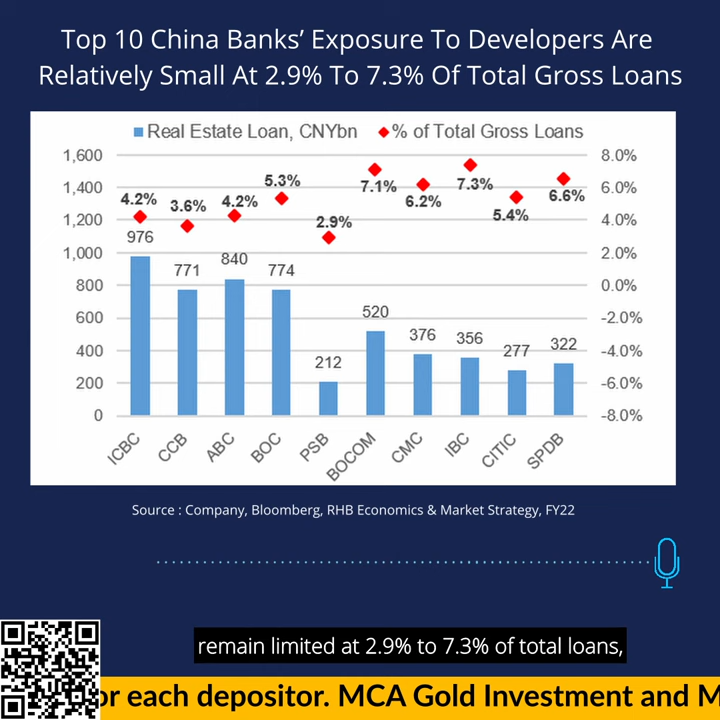 Top 10 China Banks' Exposure To Developers Are
Relatively Small At 2.9% To 7.3% Of Total Gross Loans
Real Estate Loan, CNYbn % of Total Gross Loans
1,600 8.0%
1,400 6.0%
1,200 4.0%
1,000 2.0%
800 0.0%
600 -2.0%
400 -4.0%
200 -6.0%
0 -8.0%
4.2% 3.6% 4.2% 5.3% 2.9% 7.1% 6.2% 7.3% 5.4% 6.6%
976 771 840 774 212 520 376 356 277 322
ICBC CCB ABC BOC PSB BOCOM CMC IBC CITIC SPDB
Source : Company, Bloomberg, RHB Economics & Market Strategy, FY22
remain limited at 2.9% to 7.3% of total loans,
or each depositor. MCA Gold Investment and M